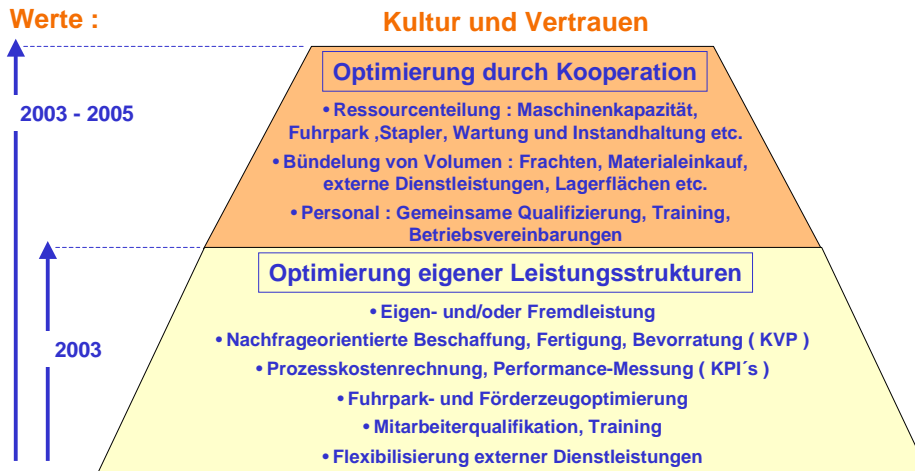 Werte :
Kultur und Vertrauen
Optimierung durch Kooperation
2003 - 2005
• Ressourcenteilung : Maschinenkapazität,
Fuhrpark ,Stapler, Wartung und Instandhaltung etc.
• Bündelung von Volumen : Frachten, Materialeinkauf,
externe Dienstleistungen, Lagerflächen etc.
• Personal : Gemeinsame Qualifizierung, Training,
Betriebsvereinbarungen
Optimierung eigener Leistungsstrukturen
2003
• Eigen- und/oder Fremdleistung
• Nachfrageorientierte Beschaffung, Fertigung, Bevorratung ( KVP )
• Prozesskostenrechnung, Performance-Messung ( KPI´s )
• Fuhrpark- und Förderzeugoptimierung
• Mitarbeiterqualifikation, Training
• Flexibilisierung externer Dienstleistungen